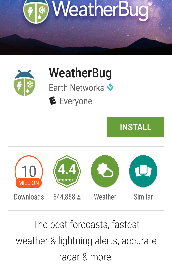 WeatherBug
WeatherBug
Earth Networks
Everyone
INSTALL
10
MILLION
4.4
Downloads
Weather
Similar
The best forecasts, fastest
weather & lightning alerts, accurate
radar & more.